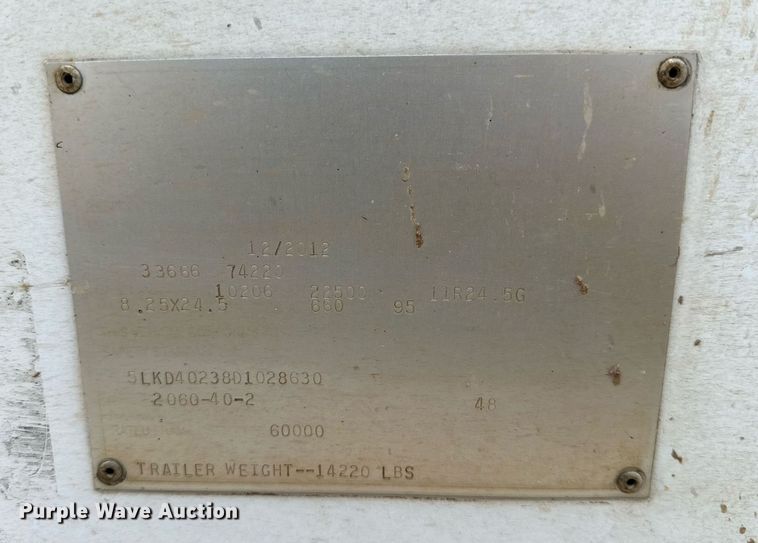 12/2012
33666 74220
10206 22500 11R24.5G
8.25X24.5 660 95
5LKD40238D1028630
2060-40-2 48
60000
TRAILER WEIGHT--14220 LBS
Purple Wave Auction